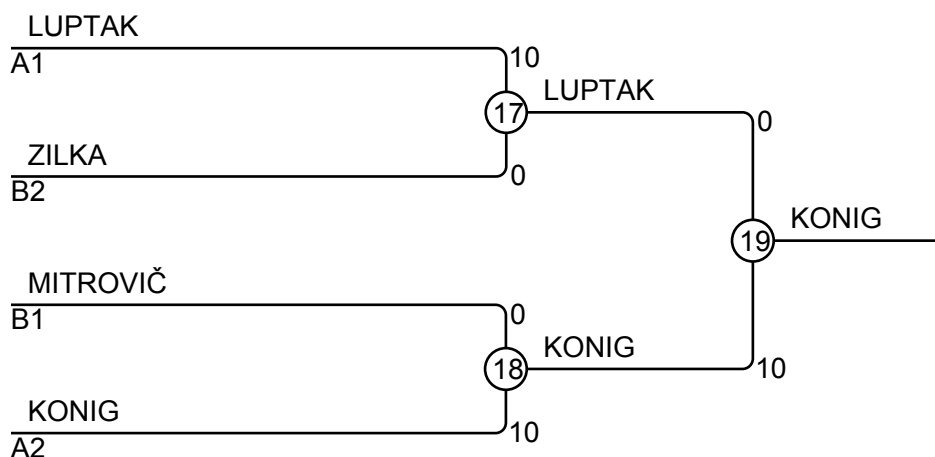 LUPTAK
A1
10
17
LUPTAK
0
ZILKA
B2
0
19
KONIG
MITROVIČ
B1
0
18
KONIG
10
KONIG
A2
10